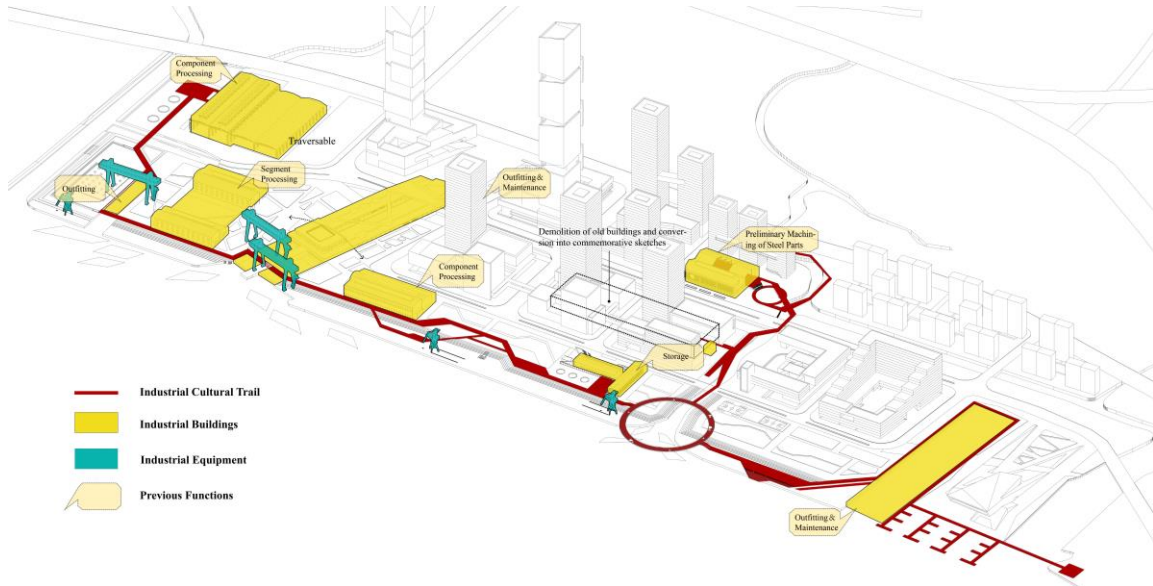 Component
Processing
Traversable
Segment
Processing
Outfitting
Outfitting &
Maintenance
Demolition of old buildings and conver-
sion into commemorative sketches
Preliminary Machin-
ing of Steel Parts
Component
Processing
Storage
Outfitting &
Maintenance
Industrial Cultural Trail
Industrial Buildings
Industrial Equipment
Previous Functions